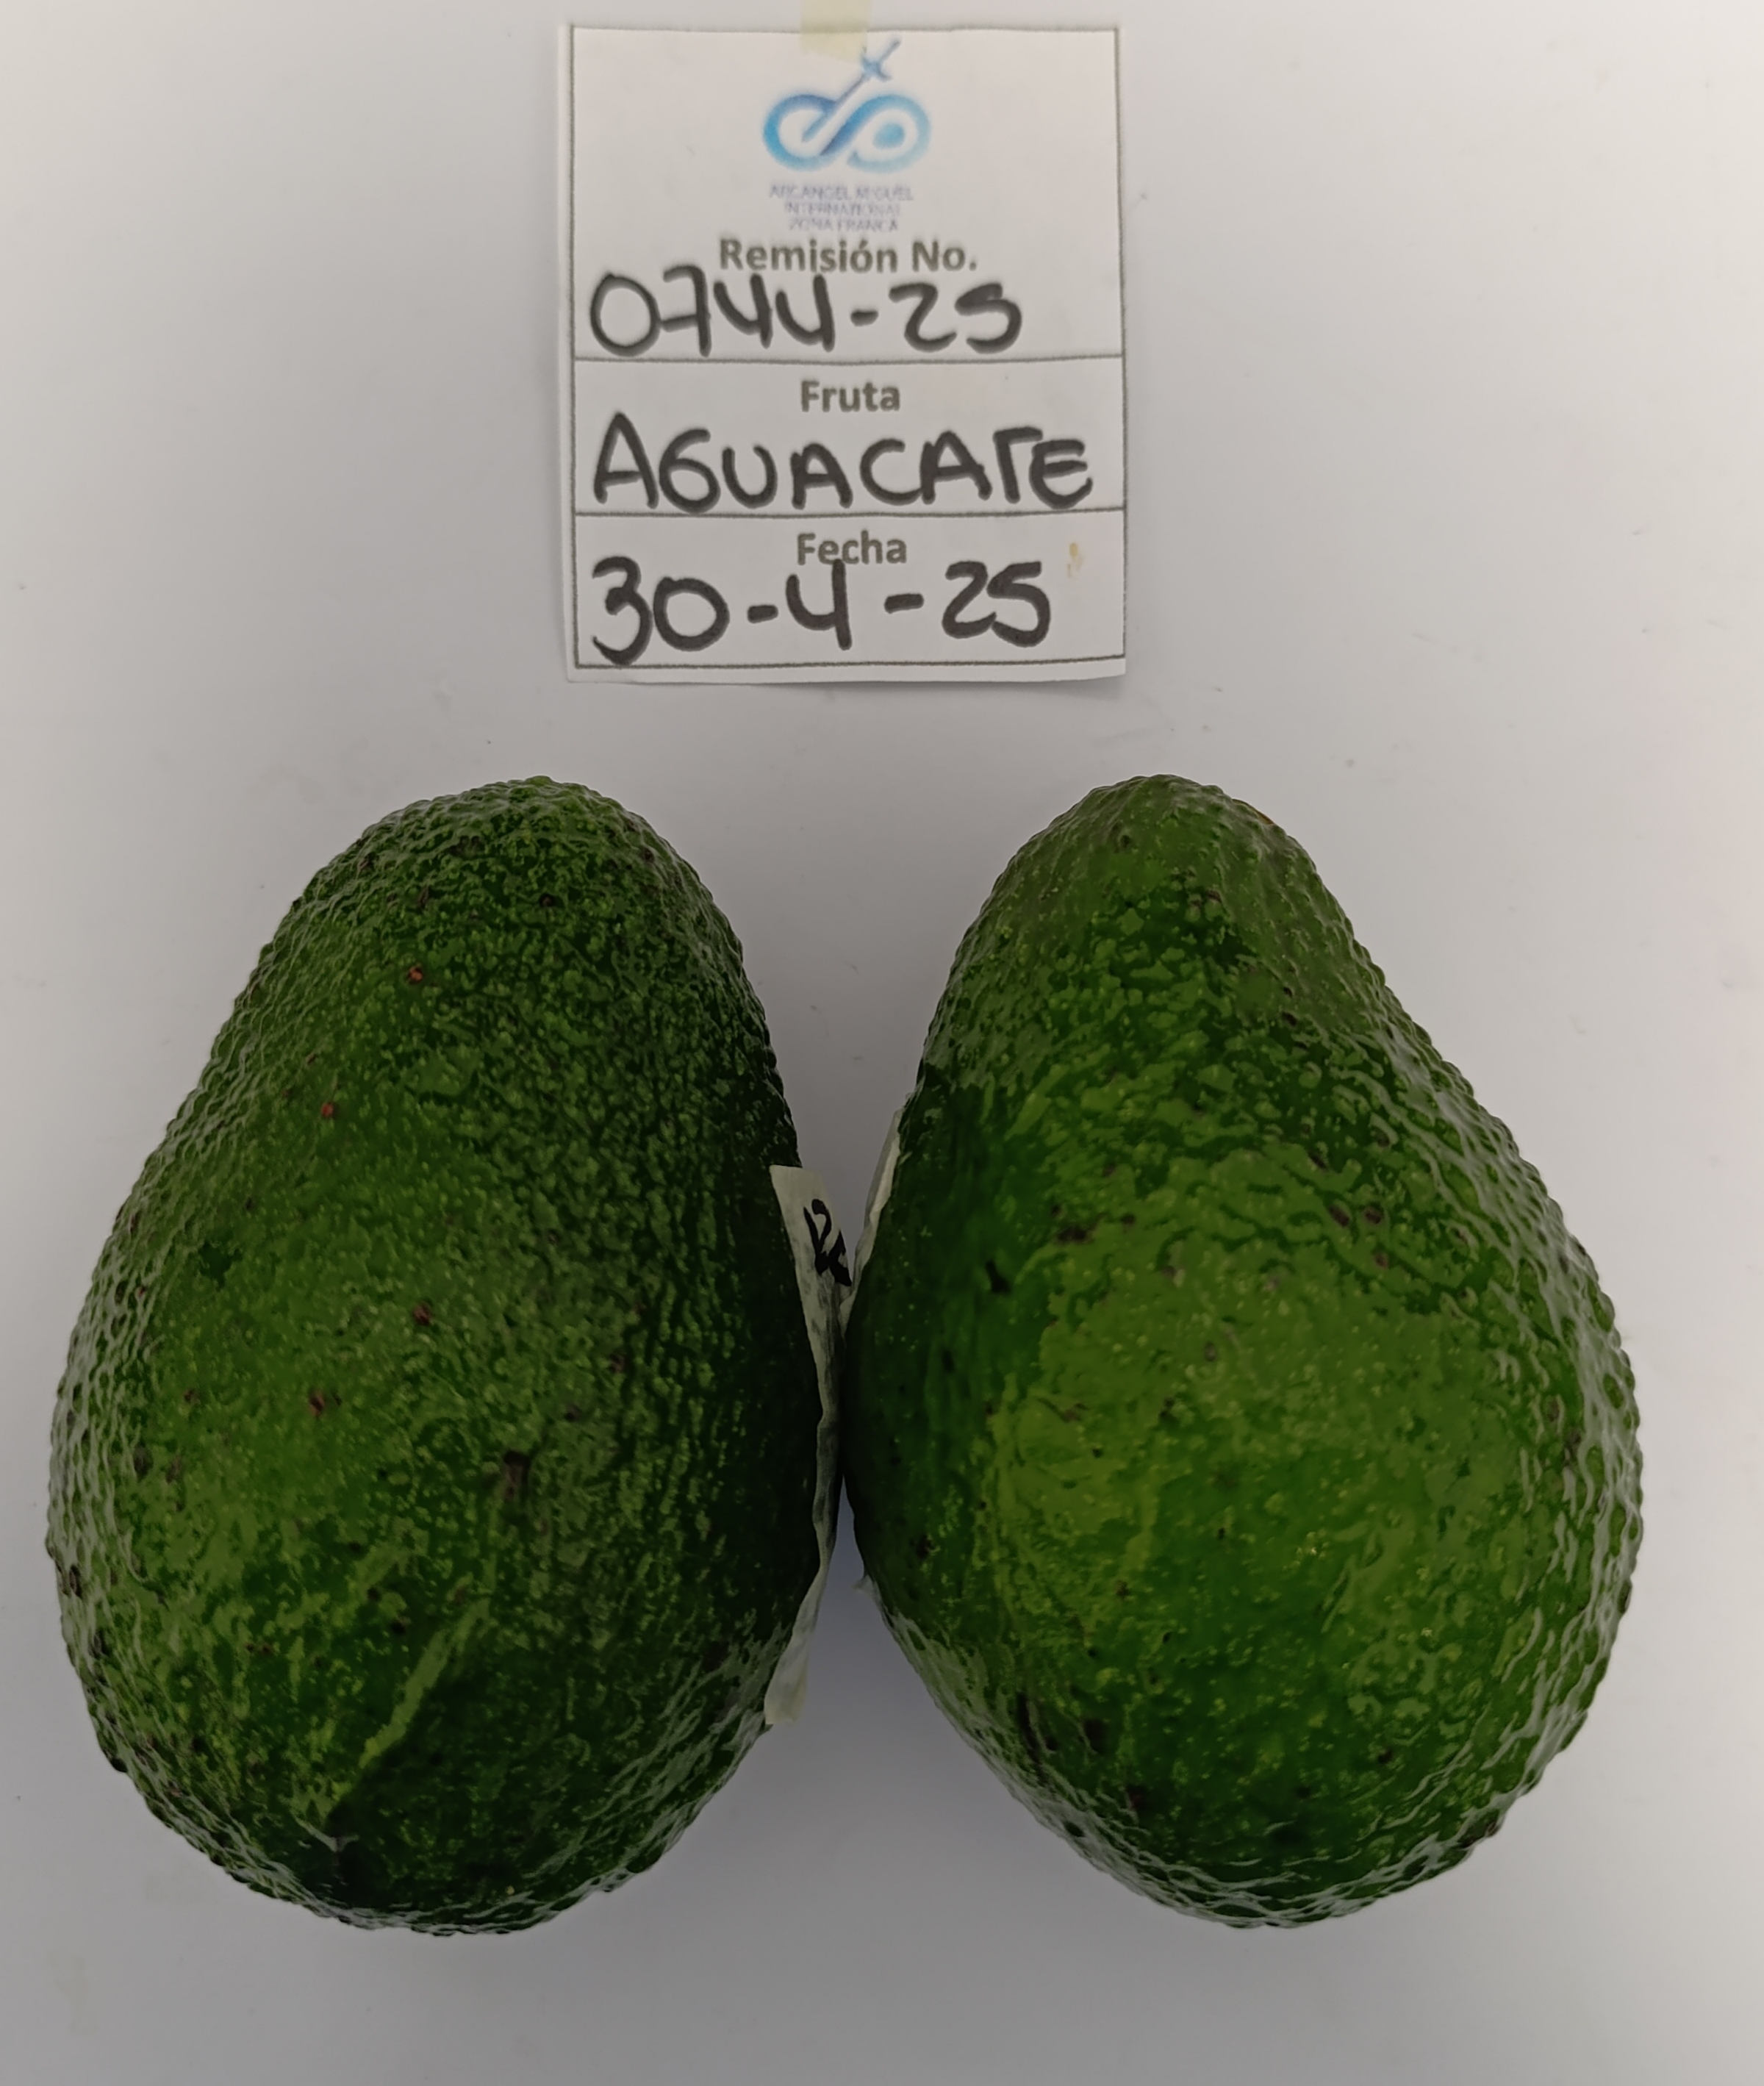 ARCANGEL MIGUEL
INTERNATIONAL
ZONA FRANCA
Remisión No.
0744-25
Fruta
AGUACATE
Fecha
30-4-25